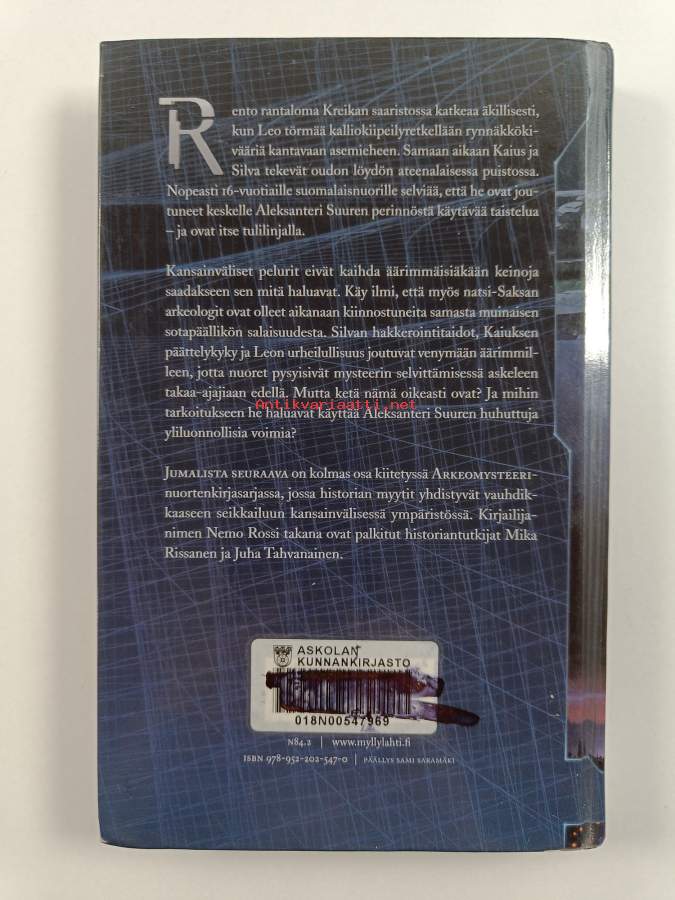 Rento rantaloma Kreikan saaristossa katkeaa äkillisesti,
kun Leo törmää kalliokiipeilyretkellään rynnäkköki-
vääriä kantavaan asemieheen. Samaan aikaan Kaius ja
Silva tekevät oudon löydön ateenalaisessa puistossa.
Nopeasti 16-vuotiaille suomalaisnuorille selviää, että he ovat jou-
tuneet keskelle Aleksanteri Suuren perinnöstä käytävää taistelua
– ja ovat itse tulilinjalla.
Kansainväliset pelurit eivät kaihda äärimmäisiäkään keinoja
saadakseen sen mitä haluavat. Käy ilmi, että myös natsi-Saksan
arkeologit ovat olleet aikanaan kiinnostuneita samasta muinaisen
sotapäällikön salaisuudesta. Silvan hakkerointitaidot, Kaiuksen
päättelykyky ja Leon urheilullisuus joutuvat venymään äärimmil-
leen, jotta nuoret pysyisivät mysteerin selvittämisessä askeleen
takaa-ajajiaan edellä. Mutta ketä nämä oikeasti ovat? Ja mihin
Antikvariaatti.net
tarkoitukseen he haluavat käyttää Aleksanteri Suuren huhuttuja
yliluonnollisia voimia?
JUMALISTA SEURAAVA on kolmas osa kiitetyssä ARKEOMYSTEERI-
nuortenkirjasarjassa, jossa historian myytit yhdistyvät vauhdik-
kaaseen seikkailuun kansainvälisessä ympäristössä. Kirjailija-
nimen Nemo Rossi takana ovat palkitut historiantutkijat Mika
Rissanen ja Juha Tahvanainen.
ASKOLAN
KUNNANKIRJASTO
018N00547969
N84.2 | www.myllylahti.fi
ISBN 978-952-202-547-0 | PÄÄLLYS SAMI SARAMÄKI